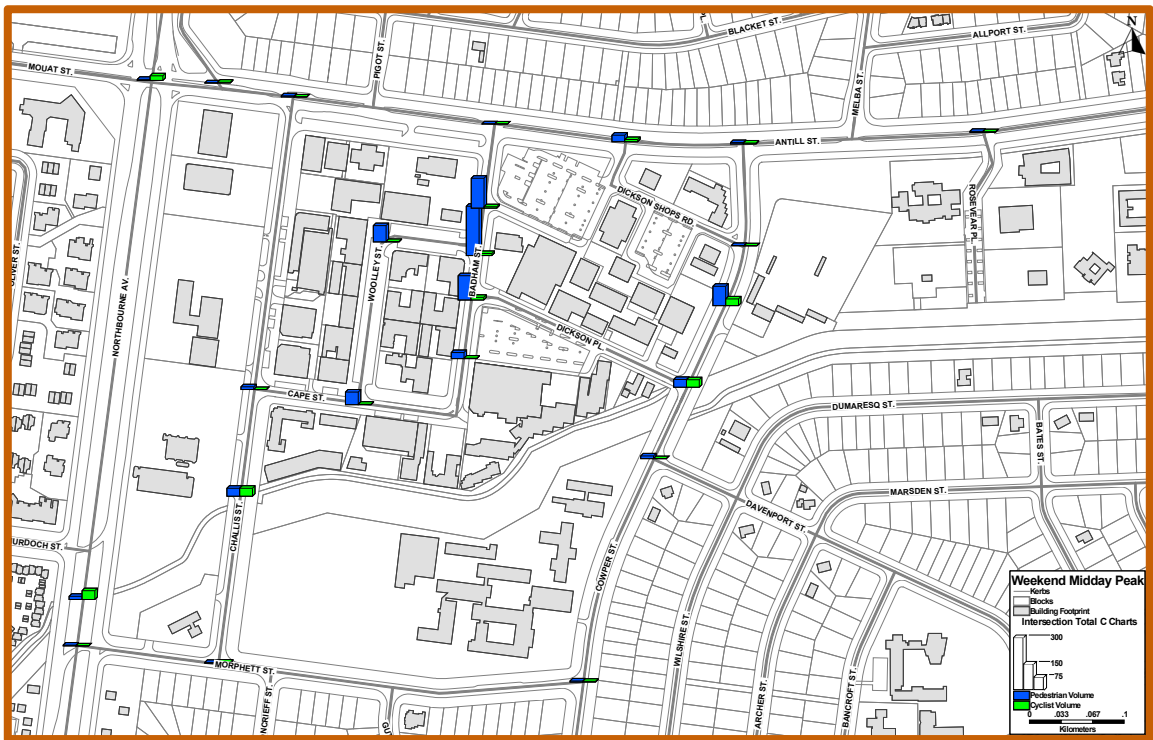 BLACKET ST.
ALLPORT ST.
N
PIGOT ST.
MOUAT ST.
MELBA ST.
ANTILL ST.
DICKSON SHOPS RD
ROSEVEAR PL.
OLIVER ST.
NORTHBOURNE AV.
WOOLLEY ST.
BADHAM ST.
DICKSON PL.
CAPE ST.
DUMARESQ ST.
BATES ST.
MARSDEN ST.
CHALLIS ST.
DAVENPORT ST.
URDOCH ST.
COWPER ST.
WILSHIRE ST.
MORPHETT ST.
NCRIEFF ST.
GU
ARCHER ST.
BANCROFT ST.
Weekend Midday Peak
Kerbs
Blocks
Building Footprint
Intersection Total C Charts
300
150
75
Pedestrian Volume
Cyclist Volume
0 .033 .067 .1
Kilometers